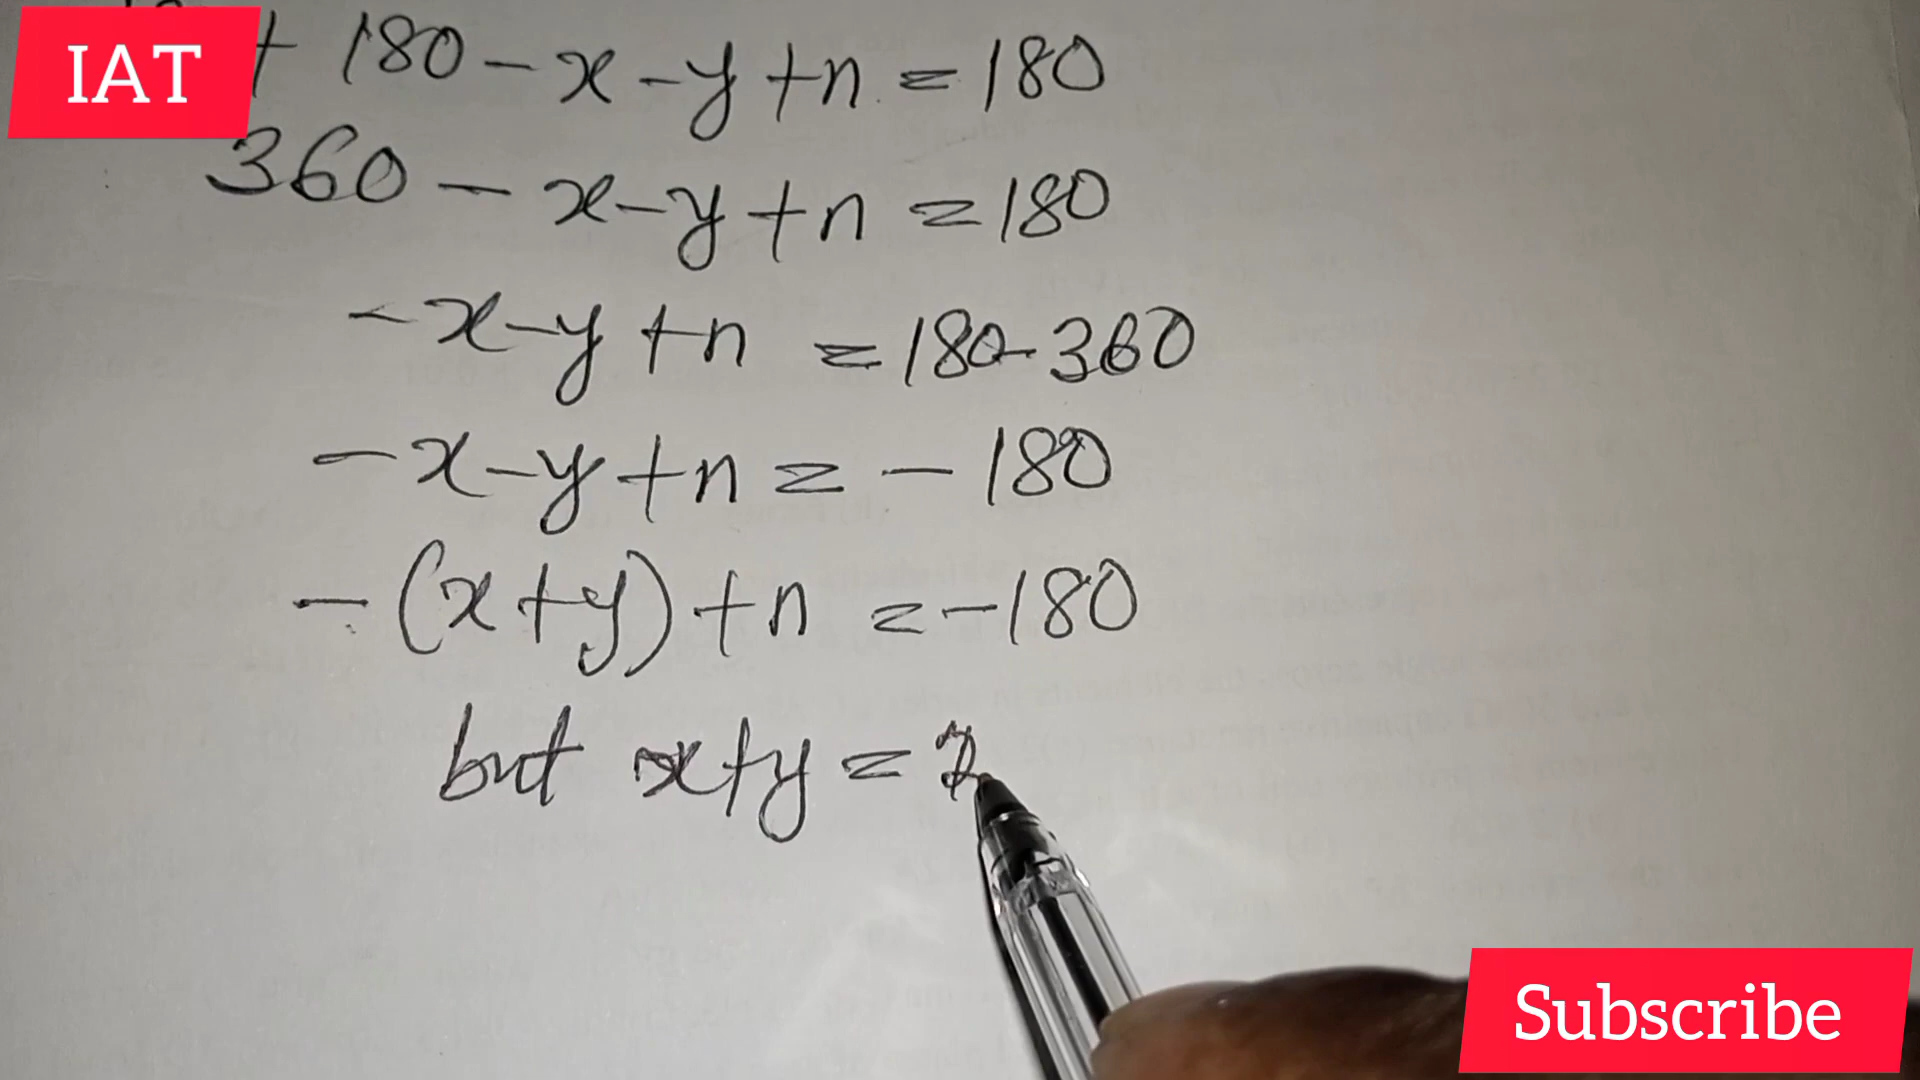 IAT
+ 180 - x - y + n = 180
360 - x - y + n = 180
- x - y + n = 180 - 360
- x - y + n = - 180
- (x + y) + n = - 180
but x + y =
Subscribe